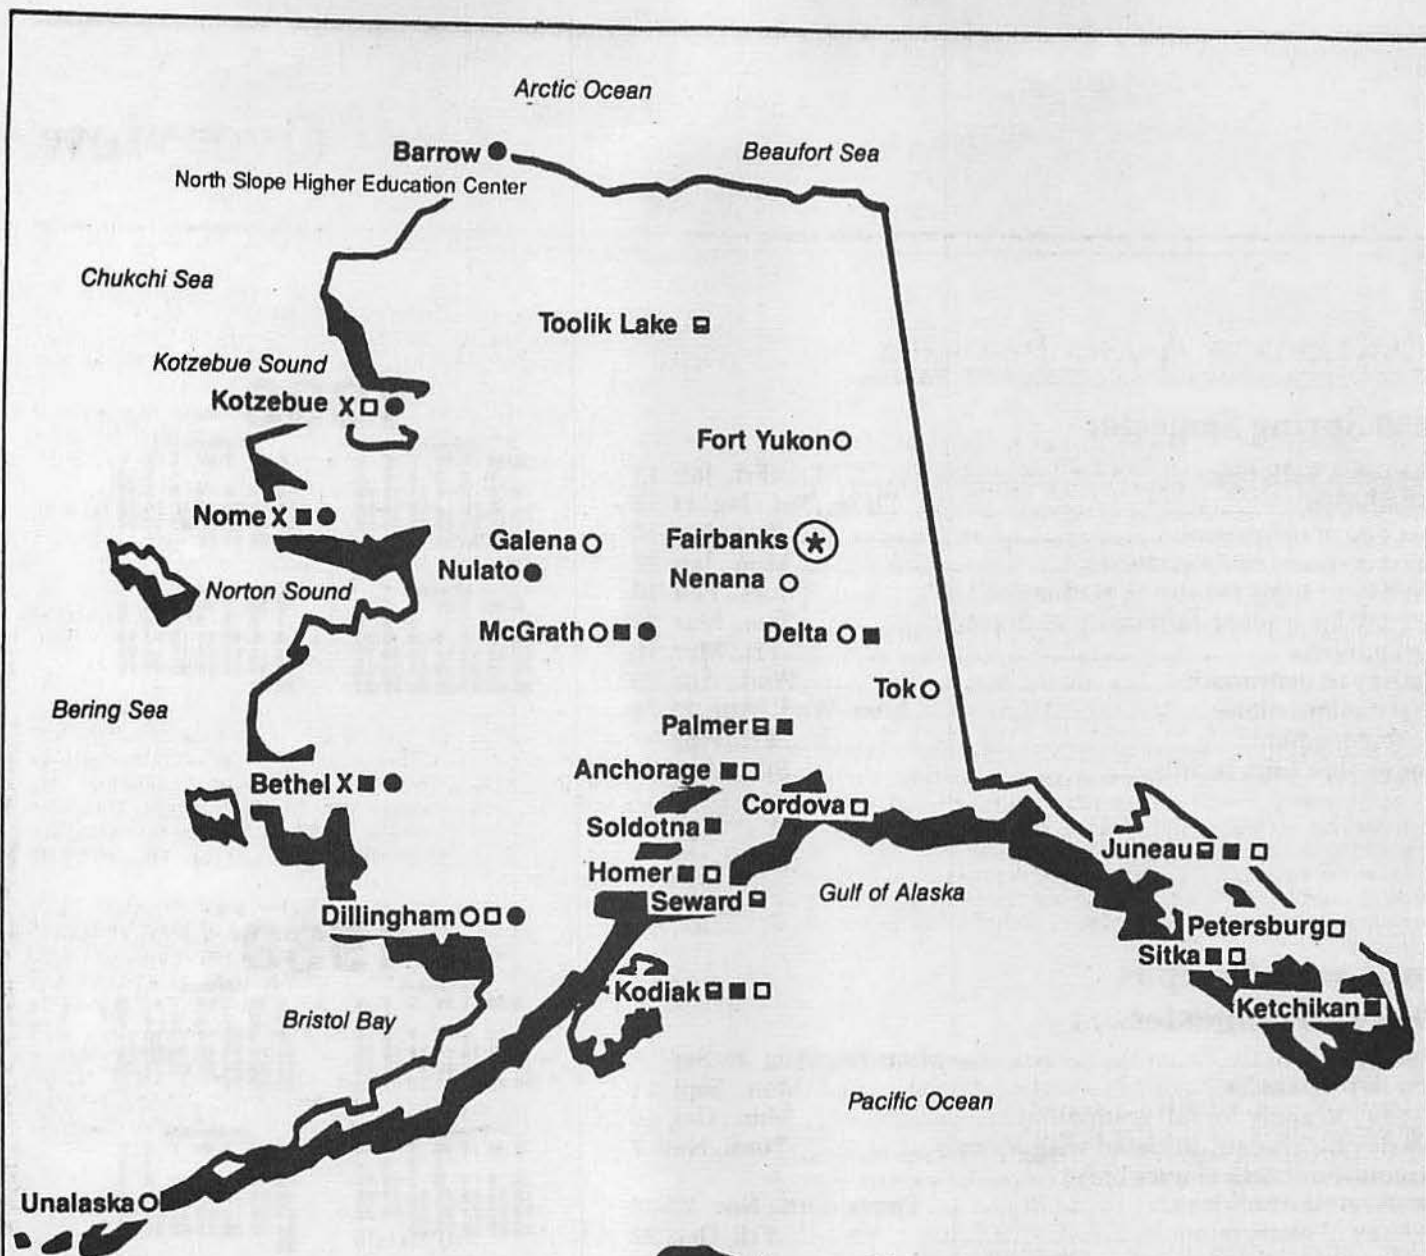 Arctic Ocean
Barrow
Beaufort Sea
North Slope Higher Education Center
Chukchi Sea
Toolik Lake
Kotzebue Sound
Kotzebue X
Fort Yukon
Nome X
Galena
Fairbanks
Nulato
Nenana
Norton Sound
McGrath
Delta
Tok
Bering Sea
Palmer
Anchorage
Bethel X
Cordova
Soldotna
Juneau
Homer
Gulf of Alaska
Seward
Dillingham
Petersburg
Sitka
Kodiak
Ketchikan
Bristol Bay
Pacific Ocean
Unalaska